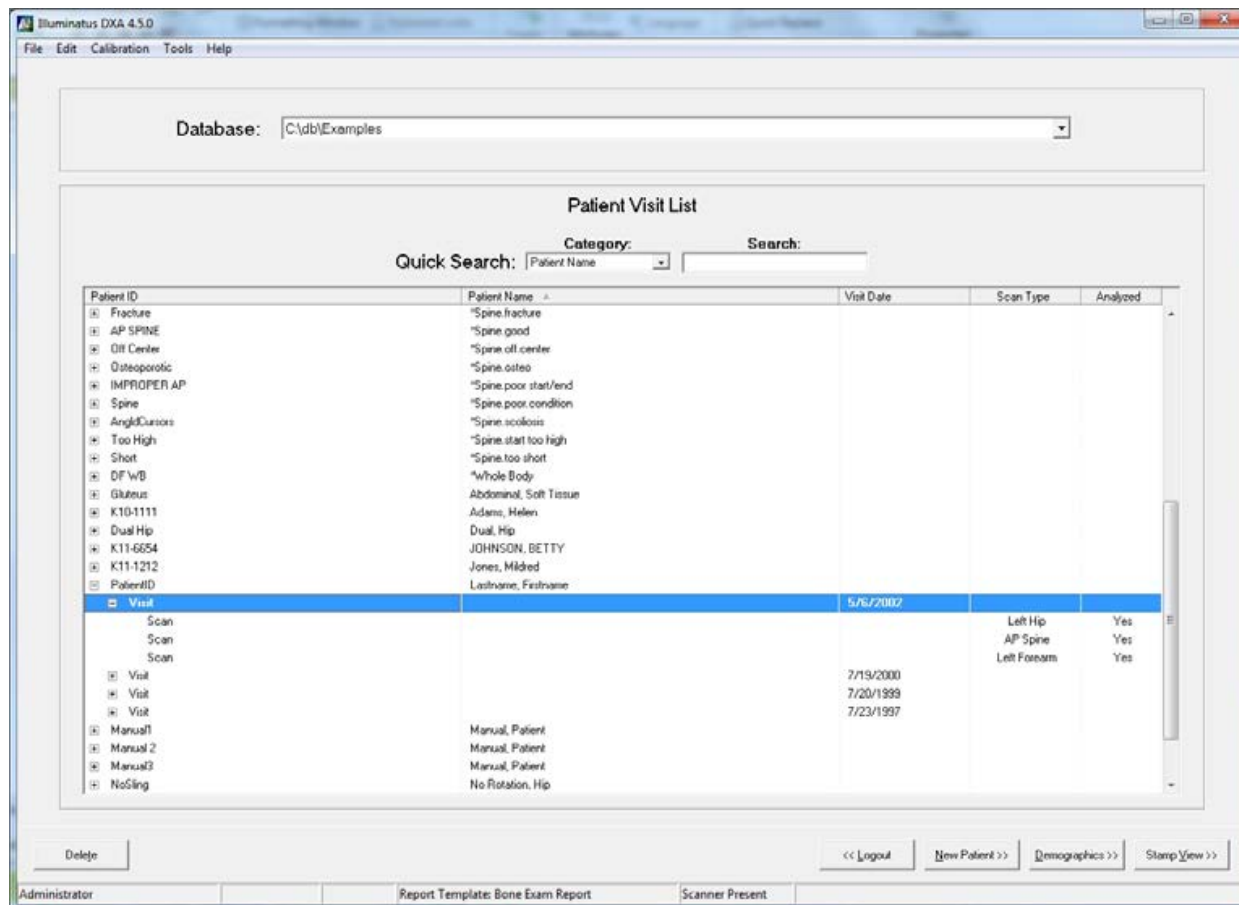 Illuminatus DXA 4.5.0
File Edit Calibration Tools Help
Database: C:\db\Examples
Patient Visit List
Category: Search:
Quick Search: Patient Name
Patient ID Patient Name Visit Date Scan Type Analyzed
Fracture *Spine.fracture
AP SPINE *Spine.good
Off Center *Spine.off.center
Osteoporotic *Spine.osteo
IMPROPER AP *Spine.poor start/end
Spine *Spine.poor.condition
AngldCursors *Spine.scoliosis
Too High *Spine.start too high
Short *Spine.too short
DF WB *Whole Body
Gluteus Abdominal, Soft Tissue
K10-1111 Adams, Helen
Dual Hip Dual, Hip
K11-6654 JOHNSON, BETTY
K11-1212 Jones, Mildred
PatientID Lastname, Firstname
Visit 5/6/2002
Scan Left Hip Yes
Scan AP Spine Yes
Scan Left Forearm Yes
Visit 7/19/2000
Visit 7/20/1999
Visit 7/23/1997
Manual1 Manual, Patient
Manual 2 Manual, Patient
Manual3 Manual, Patient
NoSling No Rotation, Hip
Delete << Logout New Patient >> Demographics >> Stamp View >>
Administrator Report Template: Bone Exam Report Scanner Present